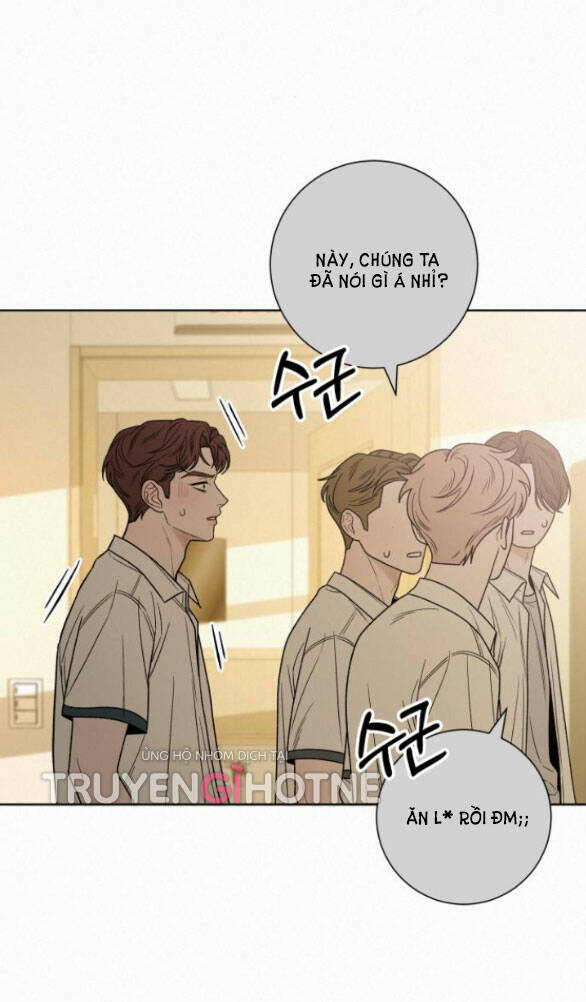 NÀY, CHÚNG TA
ĐÃ NÓI GÌ Á NHỈ?
수군
수군
ỦNG HỘ NHÓM DỊCH TẠI
TRUYENGIHOTNE
ĂN L* RỒI ĐM;;